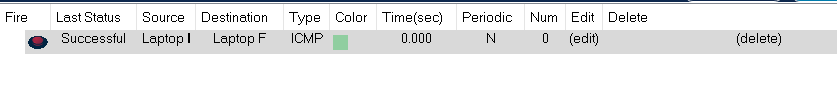 Fire Last Status Source Destination Type Color Time(sec) Periodic Num Edit Delete
Successful Laptop I Laptop F ICMP 0.000 N 0 (edit) (delete)